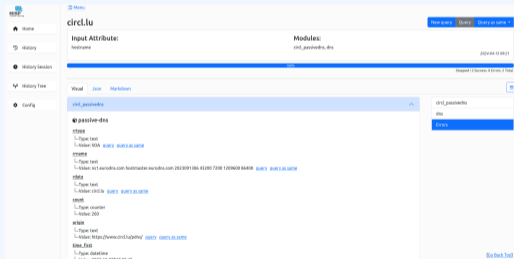 Menu
MISP
Home
History
History Session
History Tree
Config
circl.lu
New query
Query
Query as same
Input Attribute:
hostname
Modules:
circl_passivedns, dns
Visual
Json
Markdown
circl_passivedns
passive-dns
rrtype
Type: text
Value: SOA query query as same
rrname
Type: text
query query as same
rdata
Type: text
Value: circl.lu query query as same
count
Type: counter
Value: 203
origin
Type: text
Value: https://www.circl.lu/pdns/ query query as same
time_first
Type: datetime
circl_passivedns
dns
Errors
[Go Back Top]